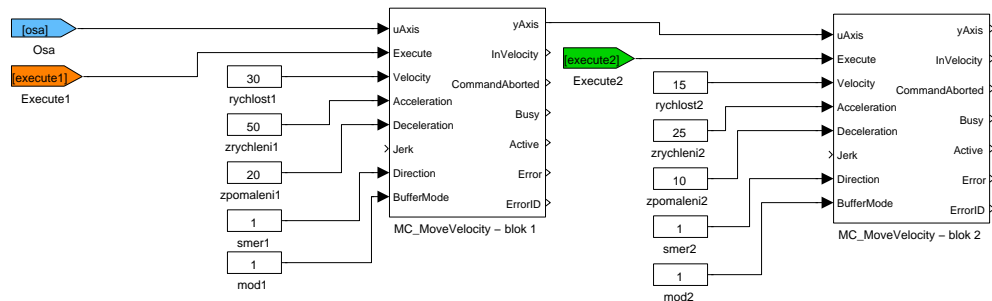 [osa]
Osa
[execute1]
Execute1
30
rychlost1
50
zrychleni1
20
zpomaleni1
1
smer1
1
mod1
uAxis
Execute
Velocity
Acceleration
Deceleration
Jerk
Direction
BufferMode
yAxis
InVelocity
CommandAborted
Busy
Active
Error
ErrorID
MC_MoveVelocity – blok 1
[execute2]
Execute2
15
rychlost2
25
zrychleni2
10
zpomaleni2
1
smer2
1
mod2
uAxis
Execute
Velocity
Acceleration
Deceleration
Jerk
Direction
BufferMode
yAxis
InVelocity
CommandAborted
Busy
Active
Error
ErrorID
MC_MoveVelocity – blok 2